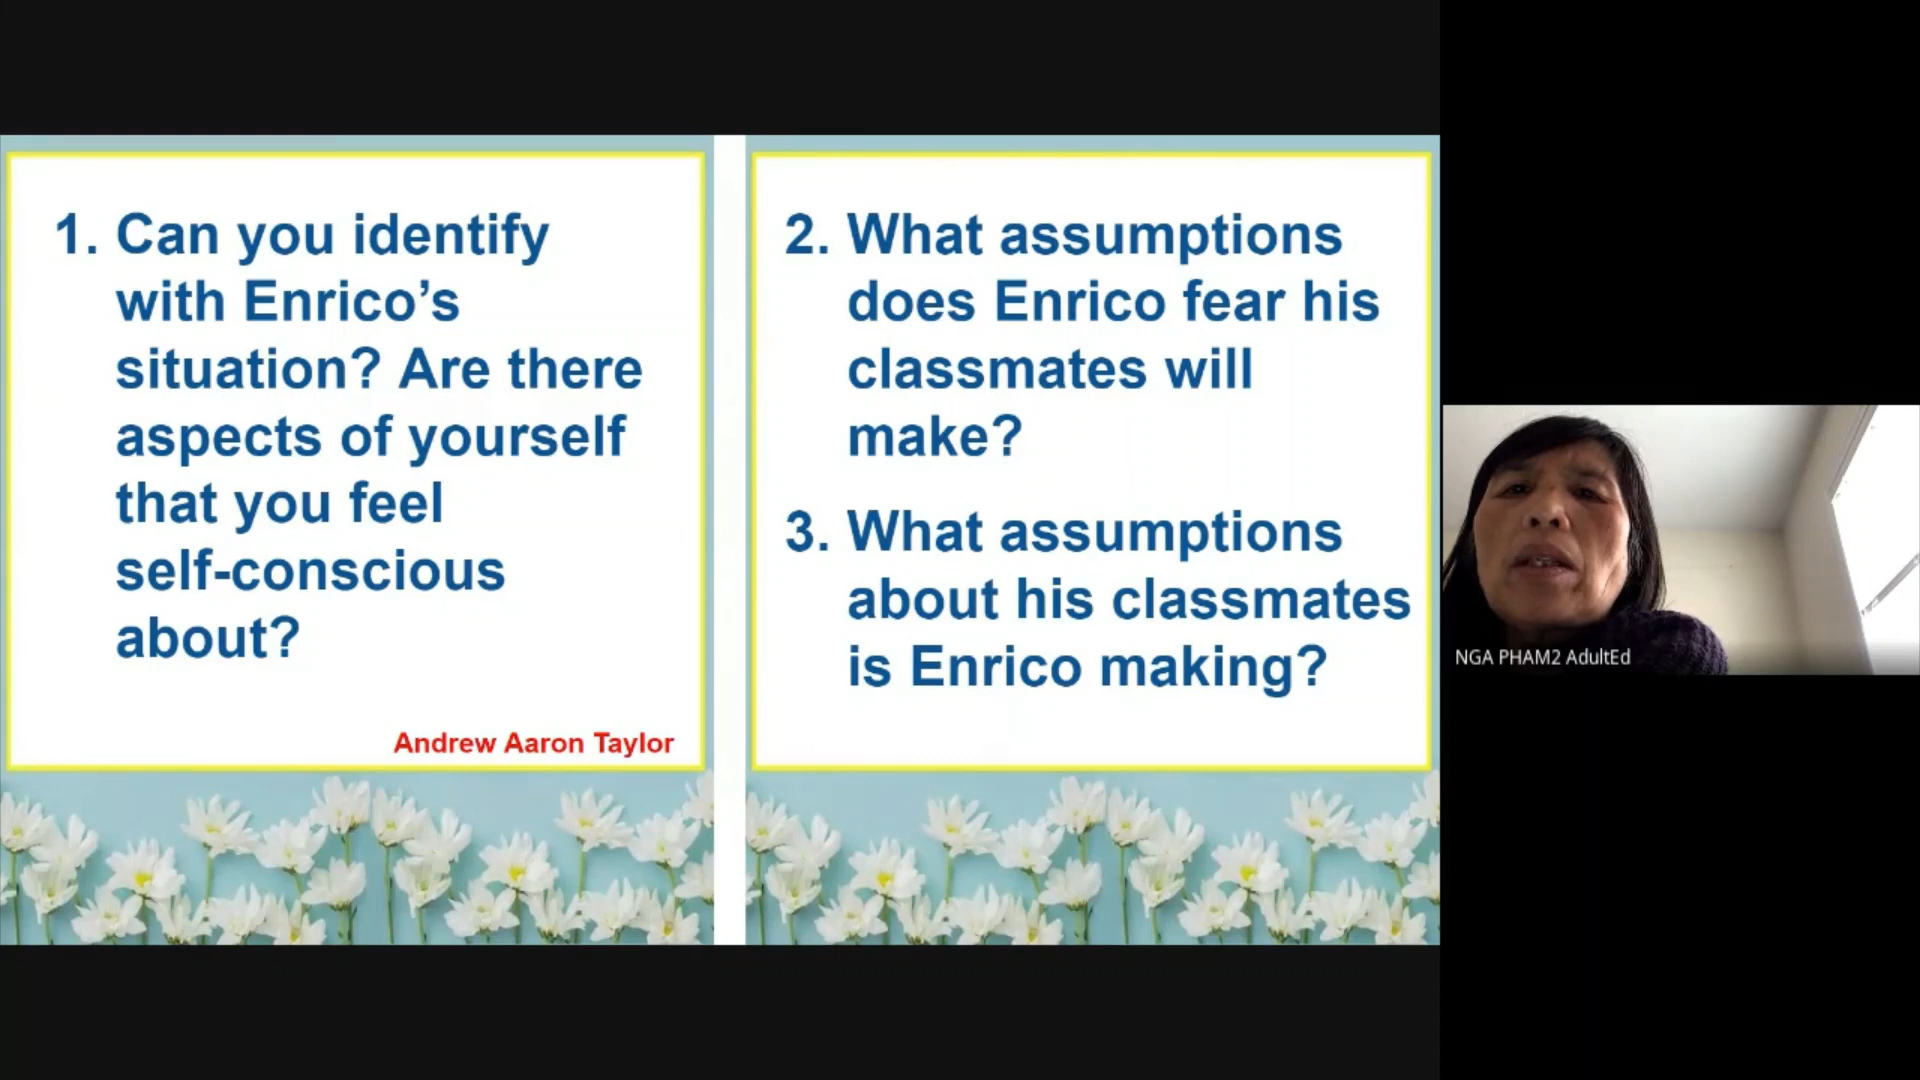 1. Can you identify
with Enrico’s
situation? Are there
aspects of yourself
that you feel
self-conscious
about?
Andrew Aaron Taylor
2. What assumptions
does Enrico fear his
classmates will
make?
3. What assumptions
about his classmates
is Enrico making?
NGA PHAM2 AdultEd